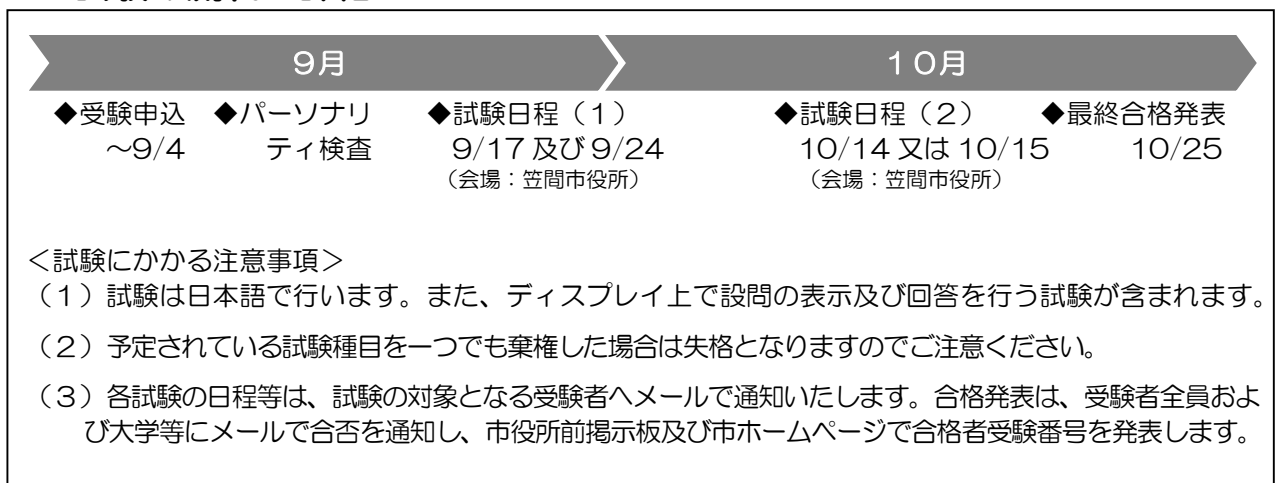 ９月 １０月
◆受験申込 ◆パーソナリ ◆試験日程（１） ◆試験日程（２） ◆最終合格発表
～9/4 ティ検査 9/17 及び 9/24 10/14 又は 10/15 10/25
（会場：笠間市役所） （会場：笠間市役所）
＜試験にかかる注意事項＞
（１）試験は日本語で行います。また、ディスプレイ上で設問の表示及び回答を行う試験が含まれます。
（２）予定されている試験種目を一つでも棄権した場合は失格となりますのでご注意ください。
（３）各試験の日程等は、試験の対象となる受験者へメールで通知いたします。合格発表は、受験者全員およ
び大学等にメールで合否を通知し、市役所前掲示板及び市ホームページで合格者受験番号を発表します。